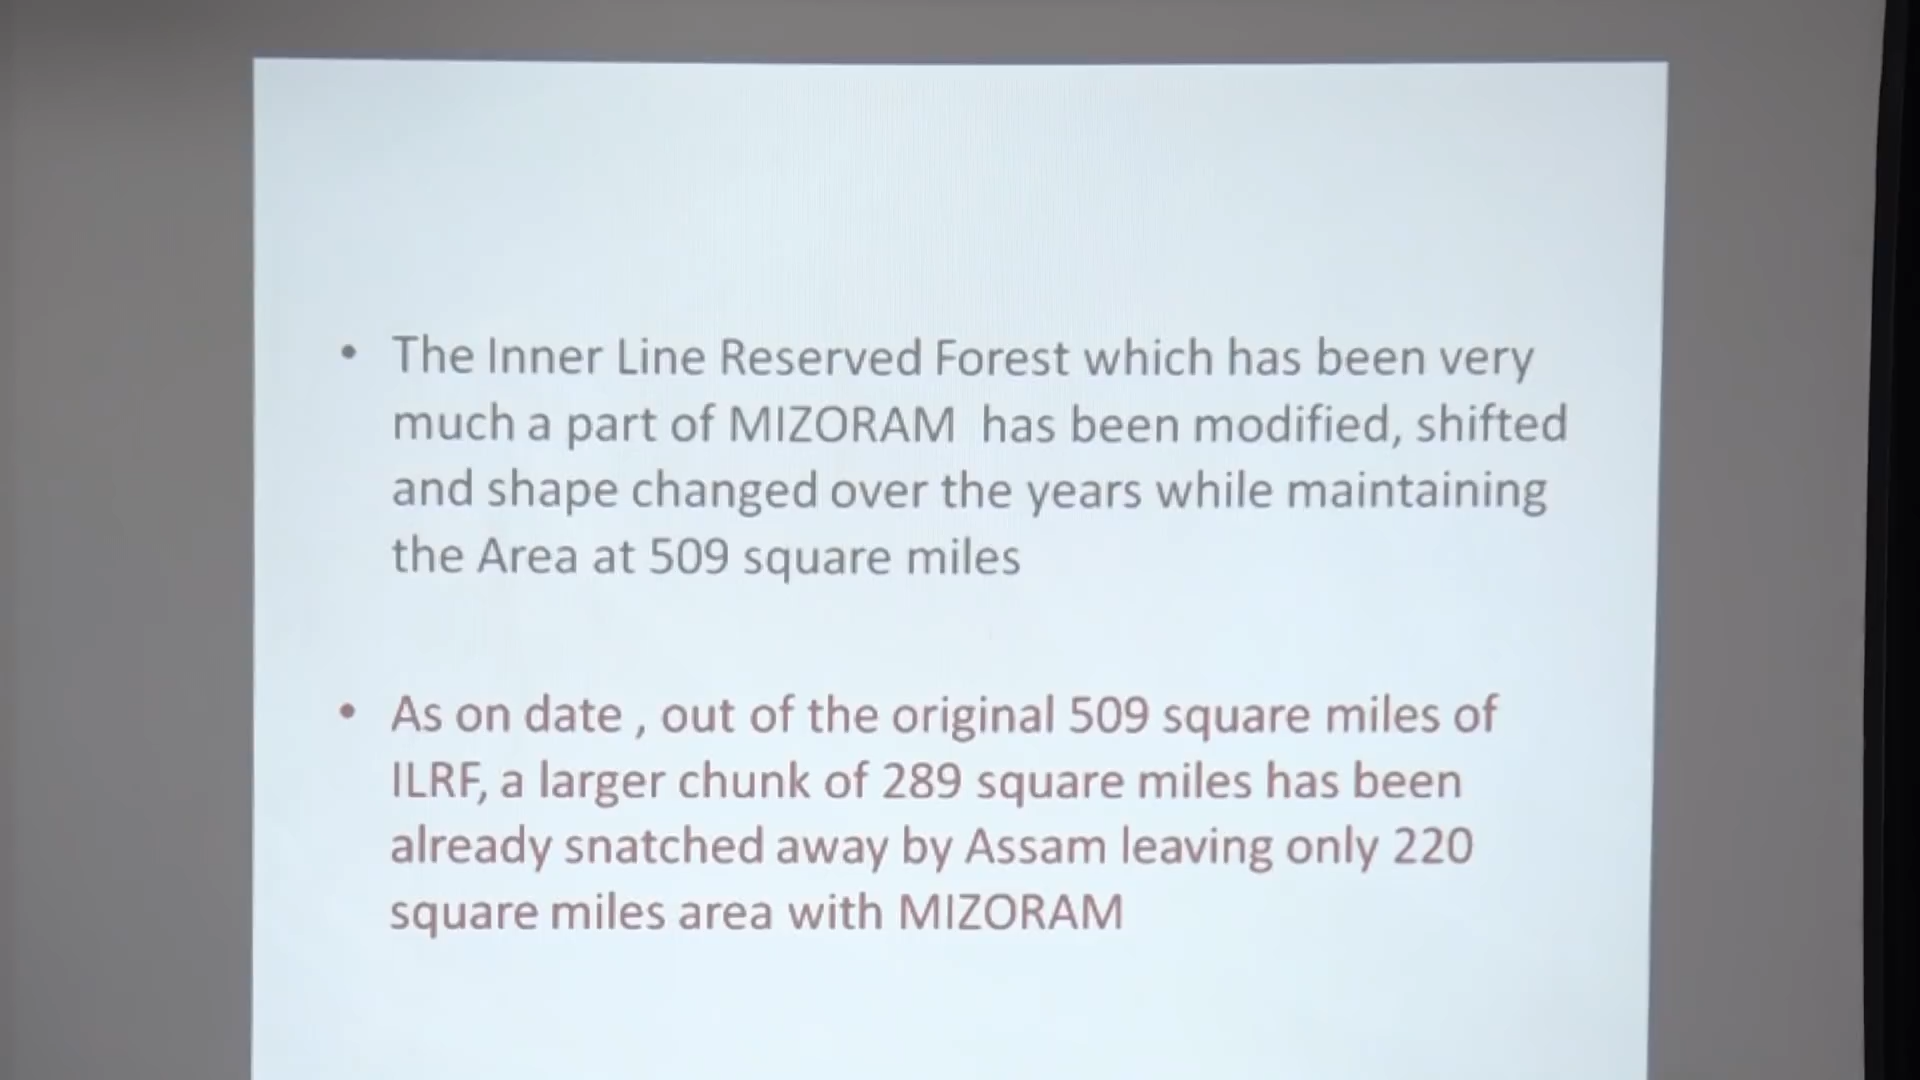 • The Inner Line Reserved Forest which has been very
much a part of MIZORAM has been modified, shifted
and shape changed over the years while maintaining
the Area at 509 square miles
• As on date , out of the original 509 square miles of
ILRF, a larger chunk of 289 square miles has been
already snatched away by Assam leaving only 220
square miles area with MIZORAM